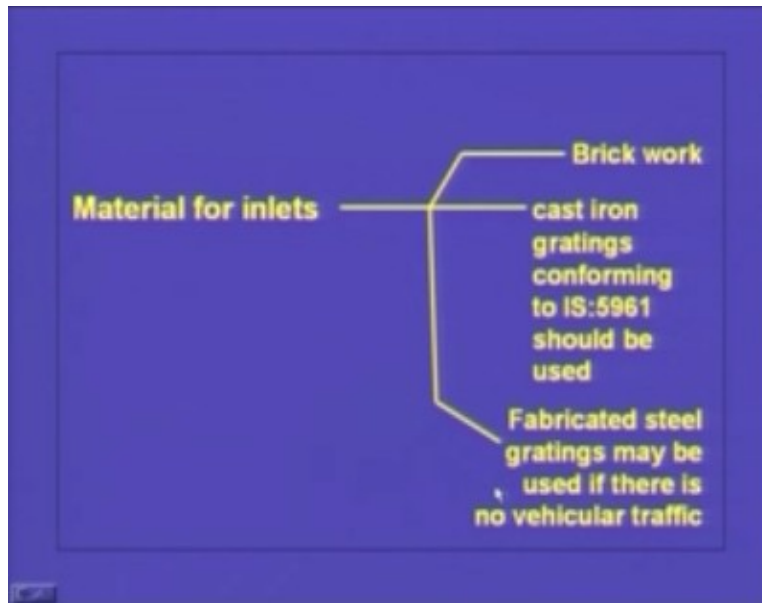 Material for inlets
Brick work
cast iron
gratings
conforming
to IS:5961
should be
used
Fabricated steel
gratings may be
used if there is
no vehicular traffic